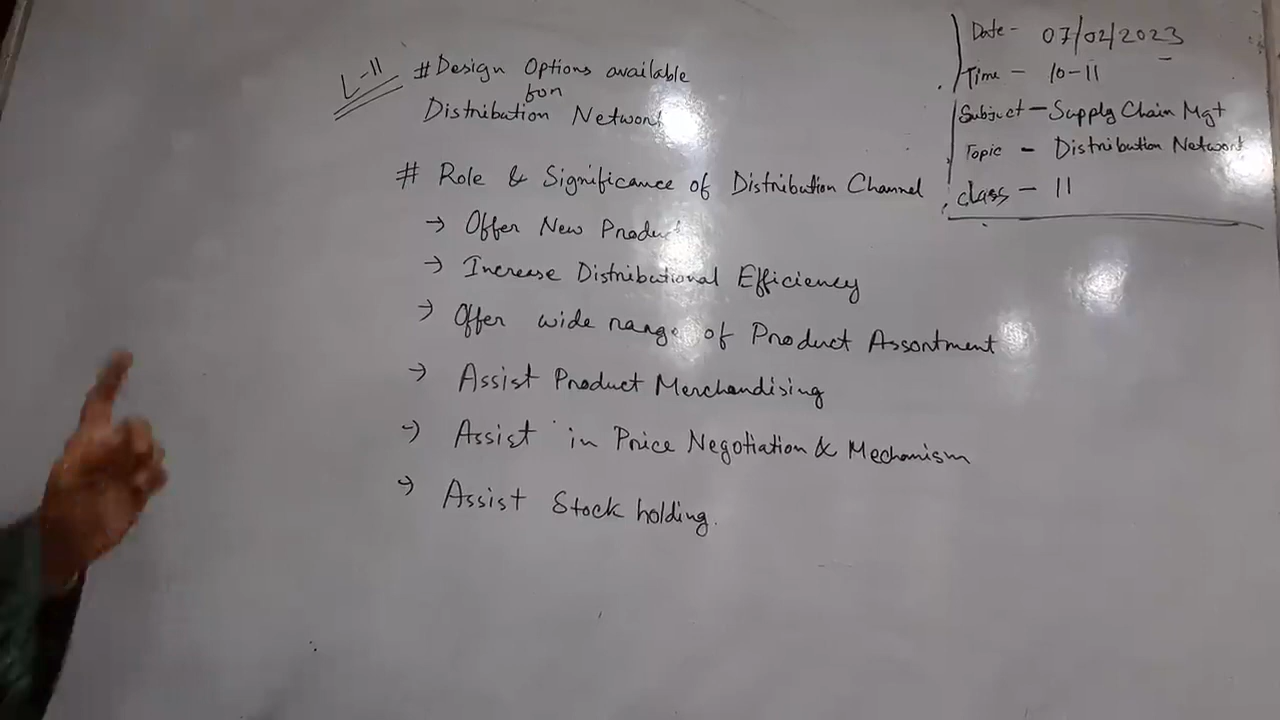 L-11
# Design Options available
for
Distribution Network
# Role & Significance of Distribution Channel
→ Offer New Product
→ Increase Distributional Efficiency
→ Offer wide range of Product Assortment
→ Assist Product Merchandising
→ Assist in Price Negotiation & Mechanism
→ Assist Stock holding.
Date - 07/02/2023
Time - 10-11
Subject - Supply Chain Mgt
Topic - Distribution Network
Class - 11